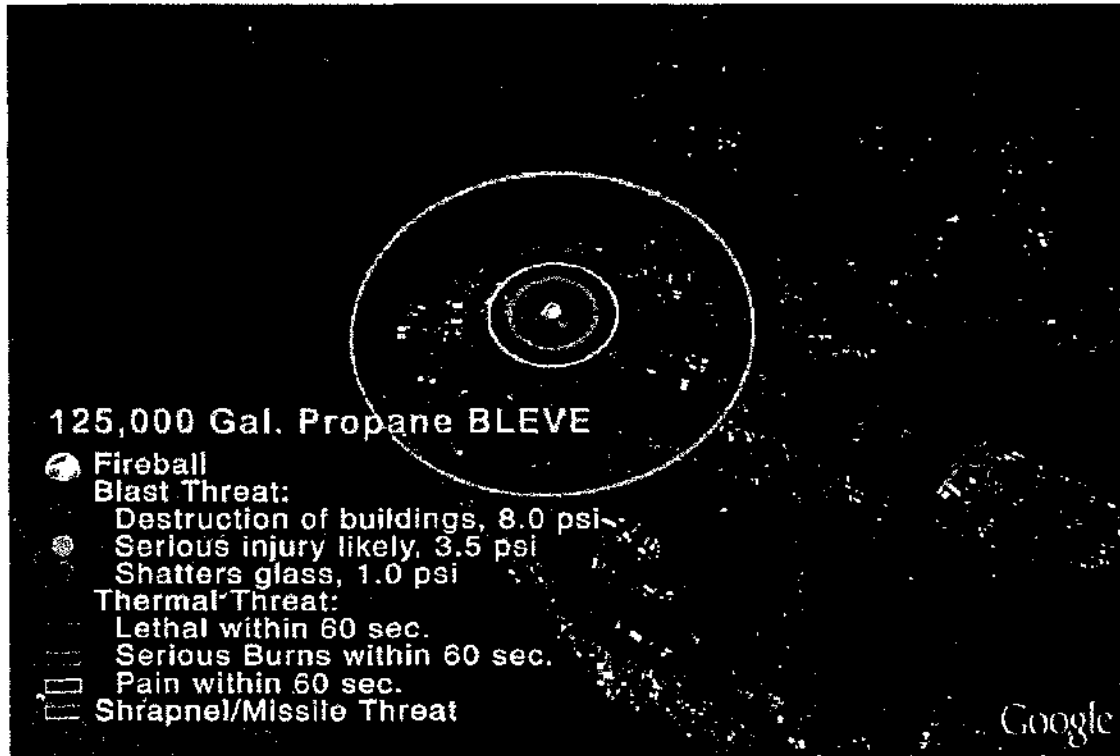 125,000 Gal. Propane BLEVE
Fireball
Blast Threat:
Destruction of buildings, 8.0 psi
Serious injury likely, 3.5 psi
Shatters glass, 1.0 psi
Thermal Threat:
Lethal within 60 sec.
Serious Burns within 60 sec.
Pain within 60 sec.
Shrapnel/Missile Threat
Google